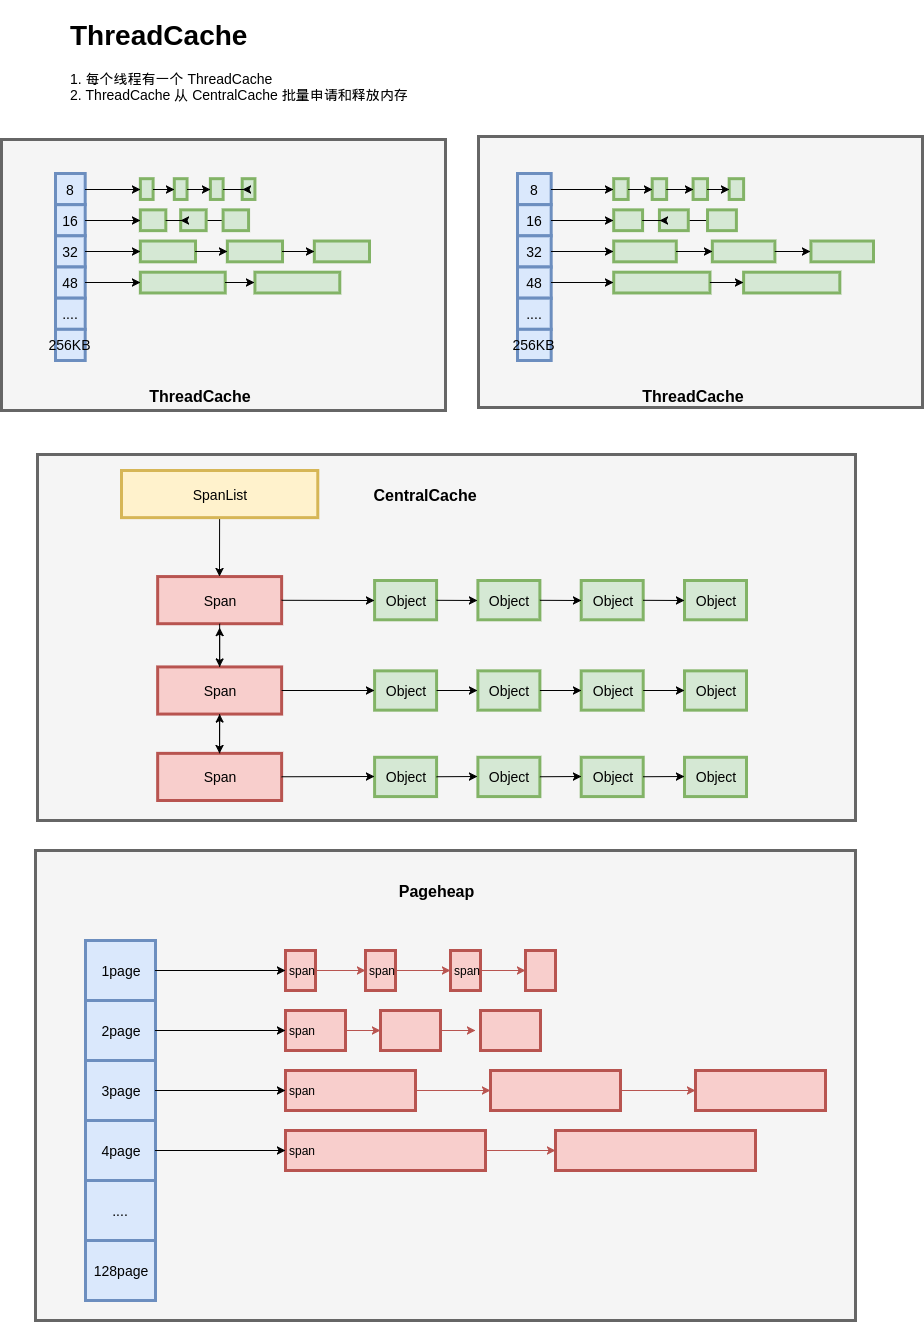 ThreadCache
1. 每个线程有一个 ThreadCache
2. ThreadCache 从 CentralCache 批量申请和释放内存
8
16
32
48
....
256KB
ThreadCache
8
16
32
48
....
256KB
ThreadCache
SpanList
CentralCache
Span
Object
Object
Object
Object
Span
Object
Object
Object
Object
Span
Object
Object
Object
Object
Pageheap
1page
span
span
span
2page
span
3page
span
4page
span
....
128page